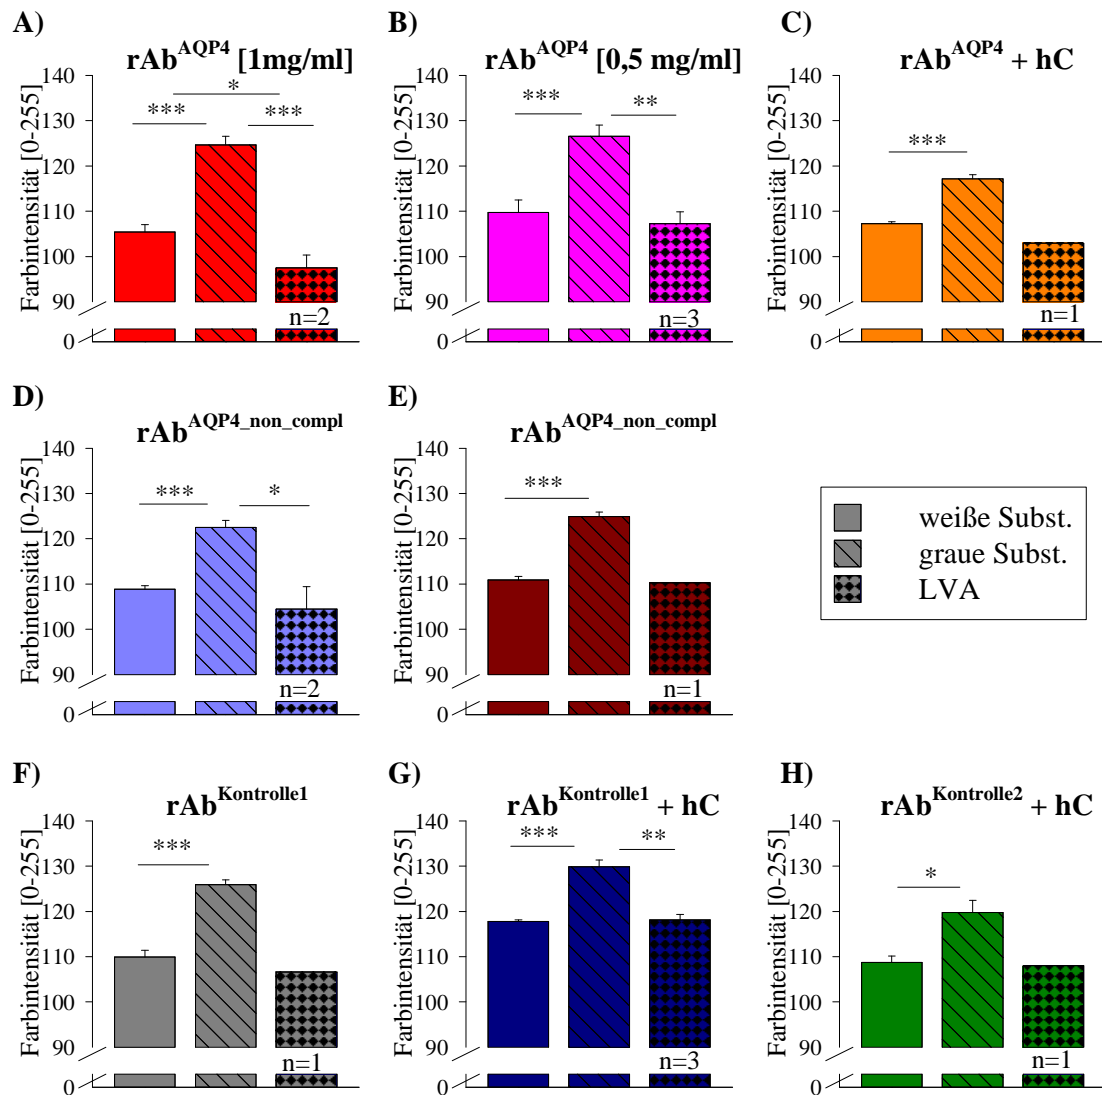 A)
rAb^AQP4 [1mg/ml]
Farbintensität [0-255]
140
130
120
110
100
90
0
*
***
***
n=2
B)
rAb^AQP4 [0,5 mg/ml]
Farbintensität [0-255]
140
130
120
110
100
90
0
***
**
n=3
C)
rAb^AQP4 + hC
Farbintensität [0-255]
140
130
120
110
100
90
0
***
n=1
D)
rAb^AQP4_non_compl
Farbintensität [0-255]
140
130
120
110
100
90
0
***
*
n=2
E)
rAb^AQP4_non_compl
Farbintensität [0-255]
140
130
120
110
100
90
0
***
n=1
weiße Subst.
graue Subst.
LVA
F)
rAb^Kontrolle1
Farbintensität [0-255]
140
130
120
110
100
90
0
***
n=1
G)
rAb^Kontrolle1 + hC
Farbintensität [0-255]
140
130
120
110
100
90
0
***
**
n=3
H)
rAb^Kontrolle2 + hC
Farbintensität [0-255]
140
130
120
110
100
90
0
*
n=1